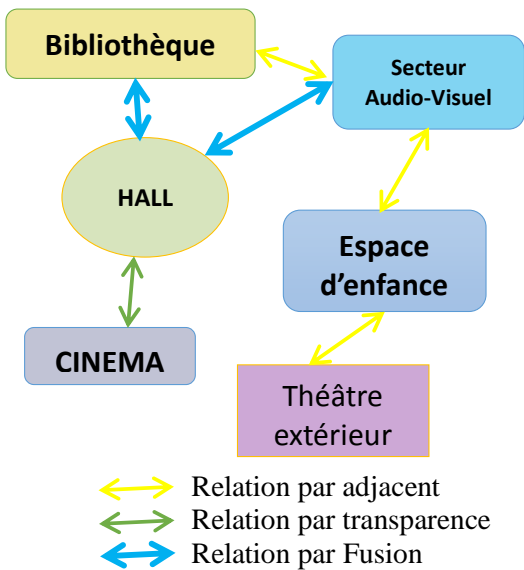 Bibliothèque
Secteur
Audio-Visuel
HALL
Espace
d'enfance
CINEMA
Théâtre
extérieur
Relation par adjacent
Relation par transparence
Relation par Fusion